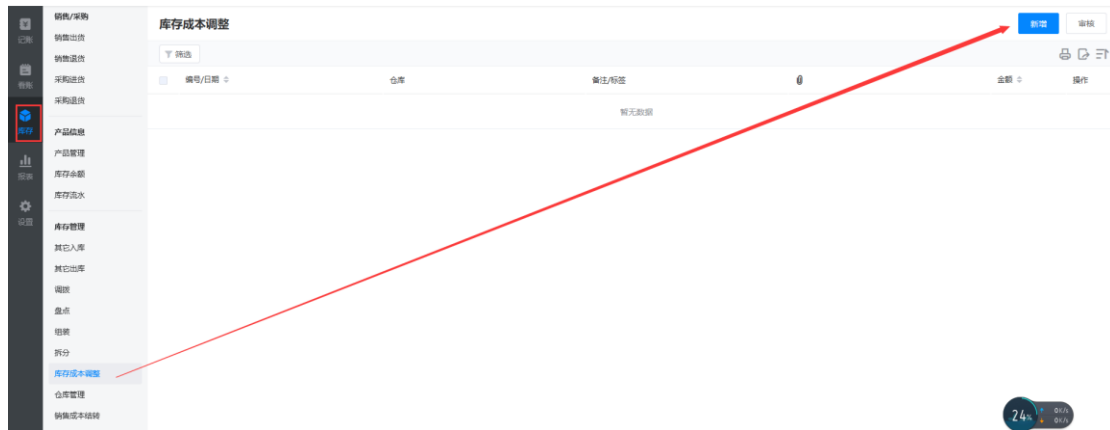 记账
看账
库存
报表
设置
销售/采购
销售出货
销售退货
采购进货
采购退货
产品信息
产品管理
库存余额
库存流水
库存管理
其它入库
其它出库
调拨
盘点
组装
拆分
库存成本调整
仓库管理
销售成本结转
库存成本调整
新增
审核
筛选
编号/日期
仓库
备注/标签
金额
操作
暂无数据
24%
0K/s
0K/s